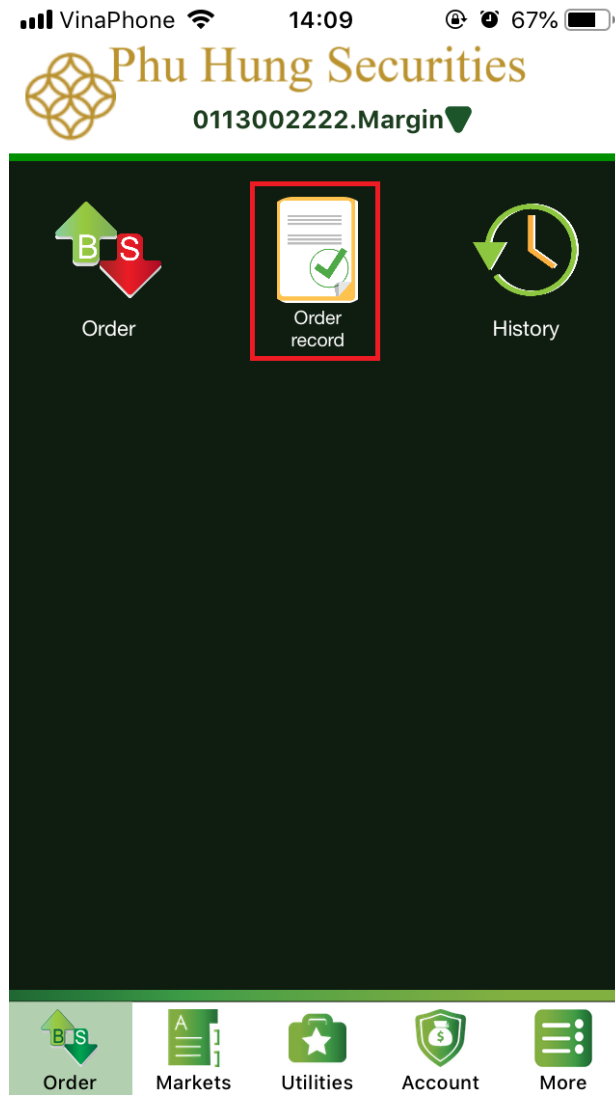 VinaPhone 14:09 67%
Phu Hung Securities
0113002222.Margin
B S
Order
Order
record
History
B S
Order
A
Markets
Utilities
$
Account
More